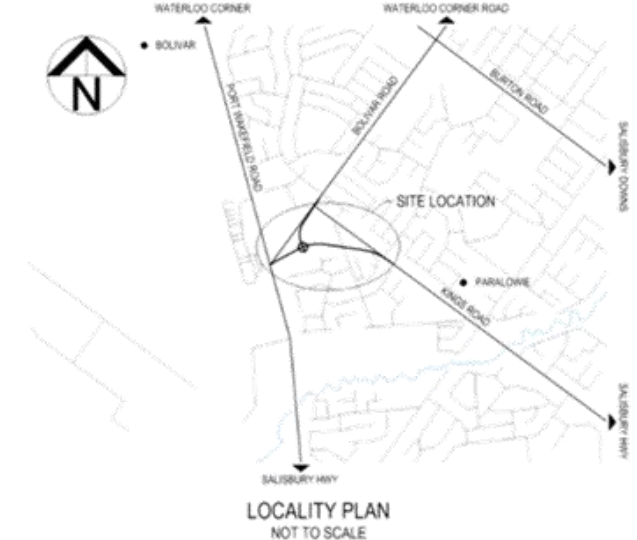 WATERLOO CORNER
WATERLOO CORNER ROAD
BOLIVAR
N
PORT WAKEFIELD ROAD
BOLIVAR ROAD
BURTON ROAD
SALISBURY DOWNS
SITE LOCATION
PARALOWIE
KINGS ROAD
SALISBURY HWY
SALISBURY HWY
LOCALITY PLAN
NOT TO SCALE